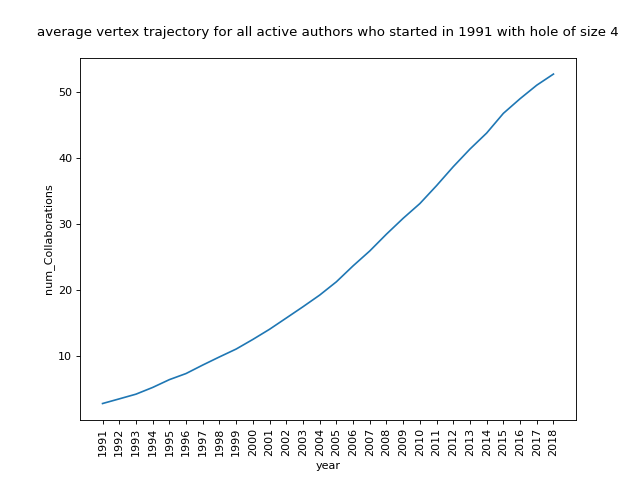 average vertex trajectory for all active authors who started in 1991 with hole of size 4
50
40
30
20
10
num_Collaborations
1991 1992 1993 1994 1995 1996 1997 1998 1999 2000 2001 2002 2003 2004 2005 2006 2007 2008 2009 2010 2011 2012 2013 2014 2015 2016 2017 2018
year